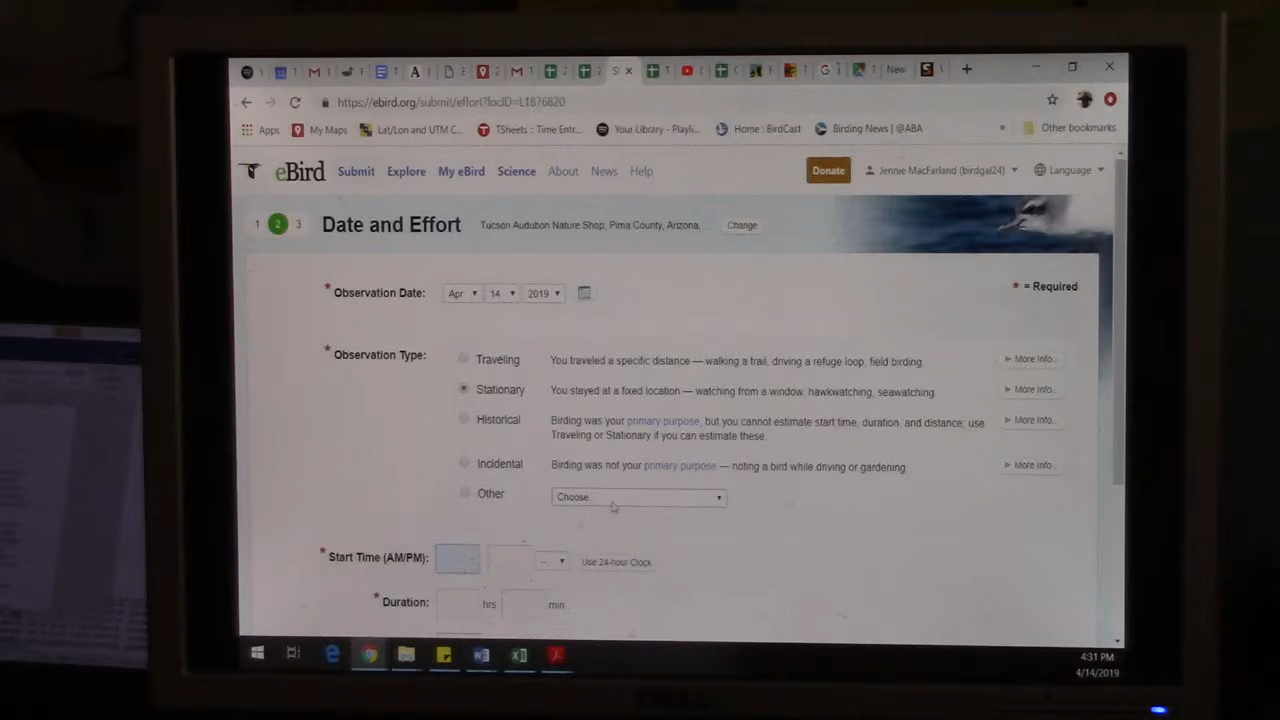 https://ebird.org/submit/effort?locID=L1876820
Apps My Maps Lat/Lon and UTM C... TSheets :: Time Entr... Your Library - Playli... Home : BirdCast Birding News | @ABA » Other bookmarks
eBird Submit Explore My eBird Science About News Help Donate Jennie MacFarland (birdgal24) Language
1 2 3 Date and Effort Tucson Audubon Nature Shop, Pima County, Arizona, Change
* Observation Date: Apr 14 2019 * = Required
* Observation Type: Traveling You traveled a specific distance — walking a trail, driving a refuge loop, field birding. More Info..
Stationary You stayed at a fixed location — watching from a window, hawkwatching, seawatching. More Info..
Historical Birding was your primary purpose, but you cannot estimate start time, duration, and distance; use More Info..
Traveling or Stationary if you can estimate these.
Incidental Birding was not your primary purpose — noting a bird while driving or gardening More Info..
Other Choose...
* Start Time (AM/PM): -- Use 24-hour Clock
* Duration: hrs min
4:31 PM
4/14/2019